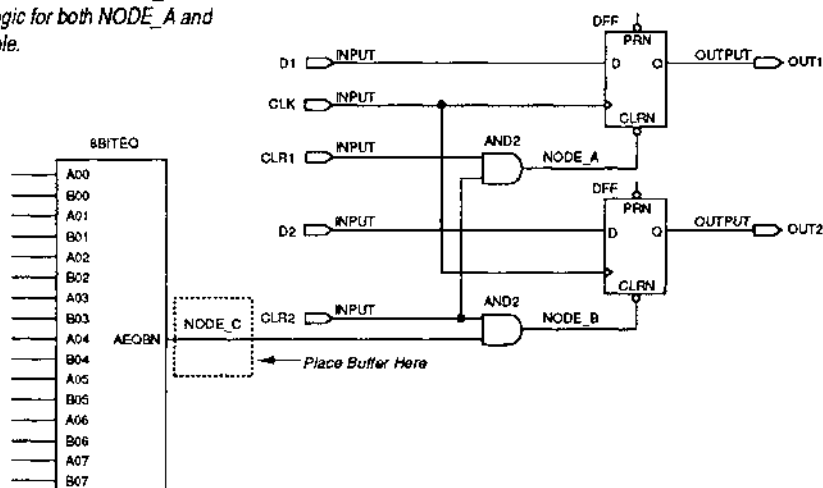 gic for both NODE_A and
ple.
DFF
PRN
D1 INPUT D Q OUTPUT OUT1
CLK INPUT
CLRN
8BITEQ
AND2
CLR1 INPUT NODE_A
A00
DFF
B00
PRN
A01
D2 INPUT D Q OUTPUT OUT2
B01
A02
B02
CLRN
A03
AND2
B03 NODE_C CLR2 INPUT NODE_B
A04 AEQBN
B04 Place Buffer Here
A05
B05
A06
B06
A07
B07